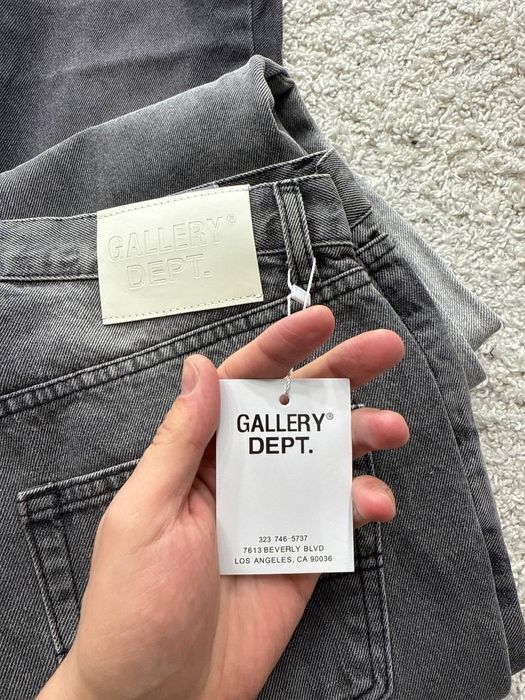 GALLERY®
DEPT.
GALLERY®
DEPT.
323 746-5737
7613 BEVERLY BLVD
LOS ANGELES, CA 90036